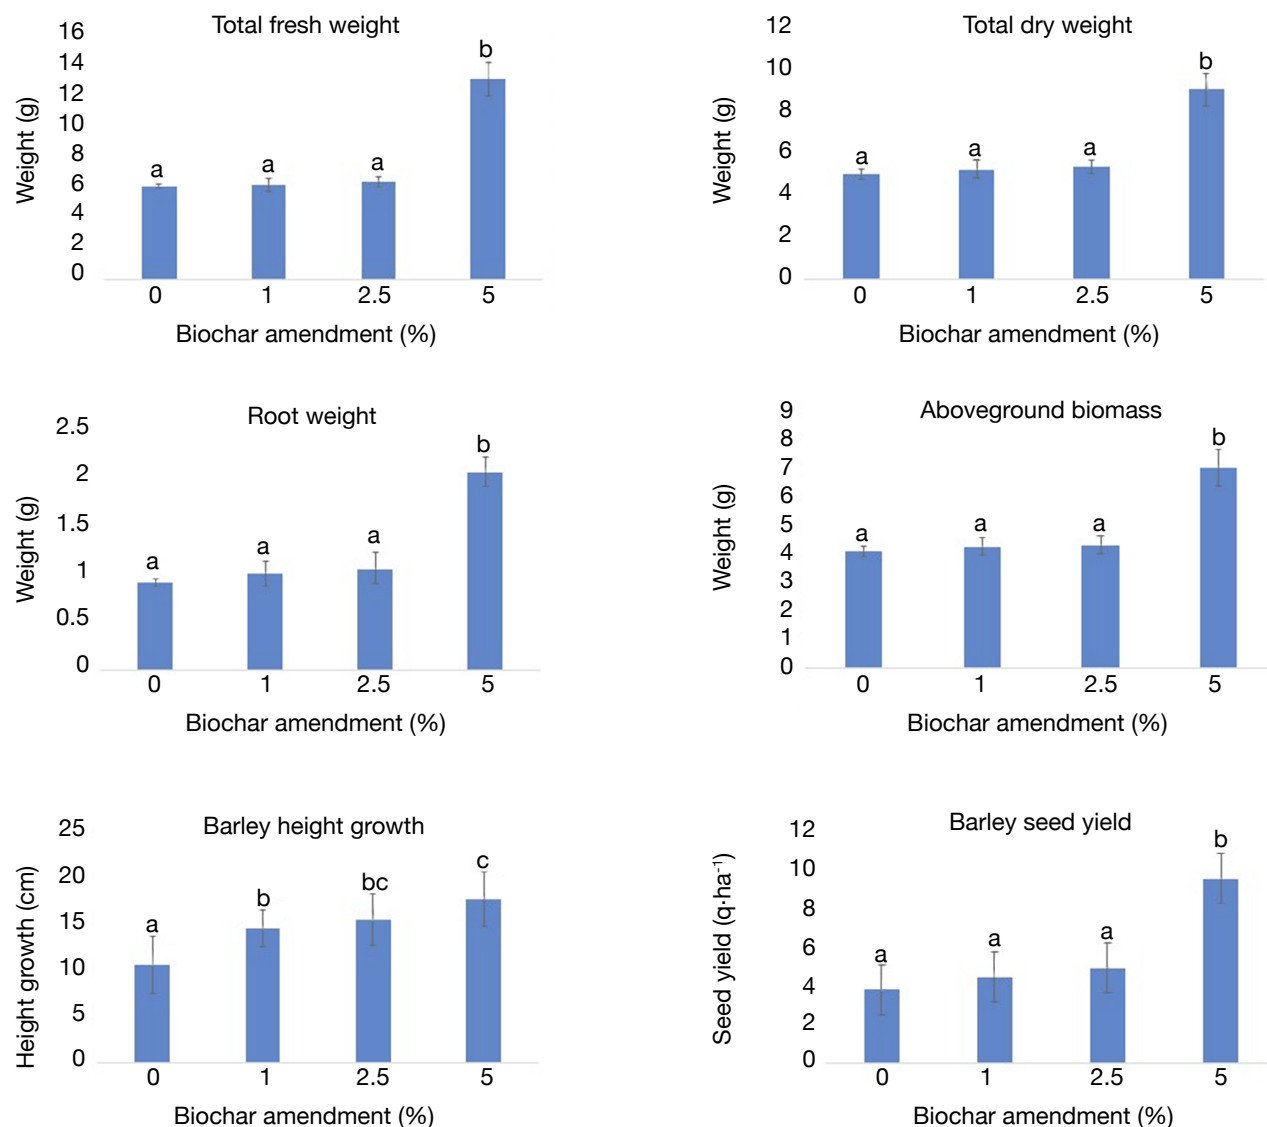 Total fresh weight
16
14
12
10
8
6
4
2
0
Weight (g)
a
a
a
b
0 1 2.5 5
Biochar amendment (%)
Total dry weight
12
10
8
6
4
2
0
Weight (g)
a
a
a
b
0 1 2.5 5
Biochar amendment (%)
Root weight
2.5
2
1.5
1
0.5
0
Weight (g)
a
a
a
b
0 1 2.5 5
Biochar amendment (%)
Aboveground biomass
9
8
7
6
5
4
3
2
1
0
Weight (g)
a
a
a
b
0 1 2.5 5
Biochar amendment (%)
Barley height growth
25
20
15
10
5
0
Height growth (cm)
a
b
bc
c
0 1 2.5 5
Biochar amendment (%)
Barley seed yield
12
10
8
6
4
2
0
Seed yield (q·ha⁻¹)
a
a
a
b
0 1 2.5 5
Biochar amendment (%)